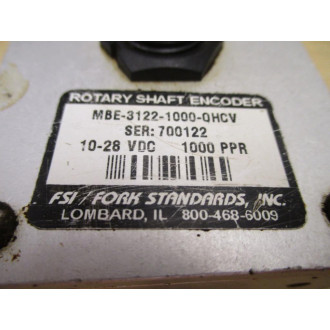 ROTARY SHAFT ENCODER
MBE-3122-1000-QHCV
SER: 700122
10-28 VDC 1000 PPR
FSI / FORK STANDARDS, INC.
LOMBARD, IL 800-468-6009